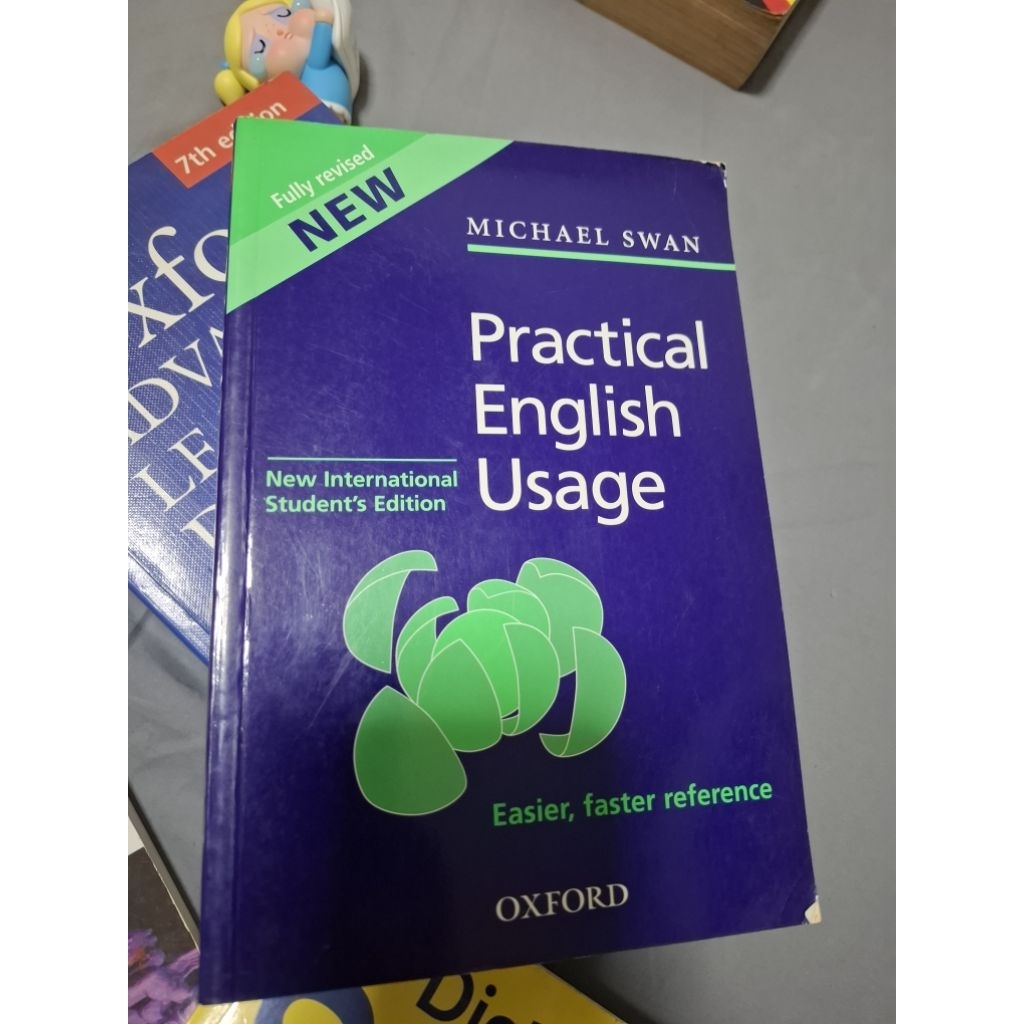 7th edition
Fully revised
NEW
MICHAEL SWAN
Practical
English
Usage
New International
Student's Edition
Easier, faster reference
OXFORD